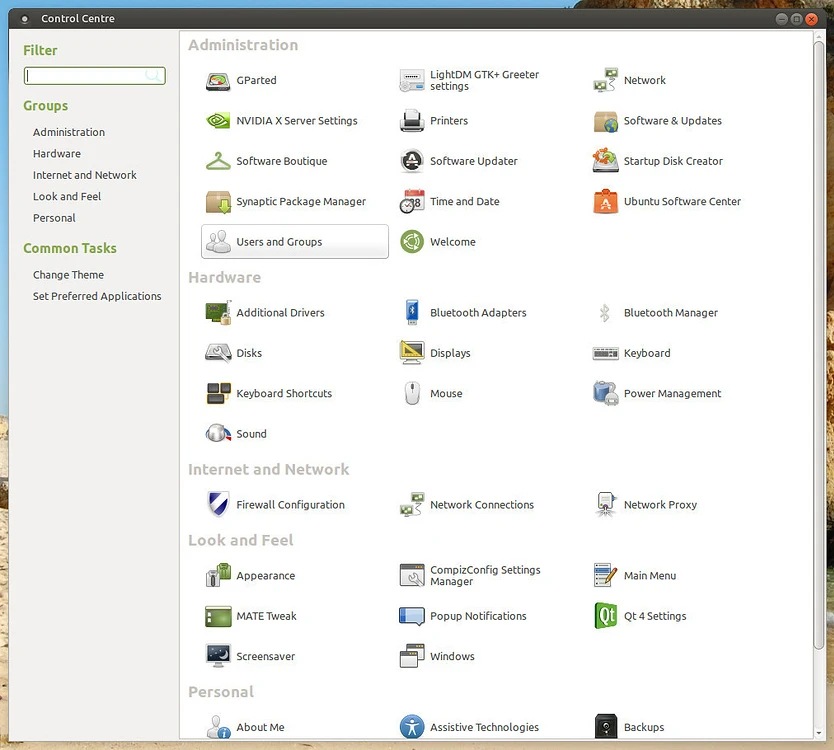 Control Centre
Filter
Groups
Administration
Hardware
Internet and Network
Look and Feel
Personal
Common Tasks
Change Theme
Set Preferred Applications
Administration
GParted
LightDM GTK+ Greeter
settings
Network
NVIDIA X Server Settings
Printers
Software & Updates
Software Boutique
Software Updater
Startup Disk Creator
Synaptic Package Manager
38
Time and Date
Ubuntu Software Center
Users and Groups
Welcome
Hardware
Additional Drivers
Bluetooth Adapters
Bluetooth Manager
Disks
Displays
Keyboard
Keyboard Shortcuts
Mouse
Power Management
Sound
Internet and Network
Firewall Configuration
Network Connections
Network Proxy
Look and Feel
Appearance
CompizConfig Settings
Manager
Main Menu
MATE Tweak
Popup Notifications
Qt
Qt 4 Settings
Screensaver
Windows
Personal
About Me
Assistive Technologies
Backups